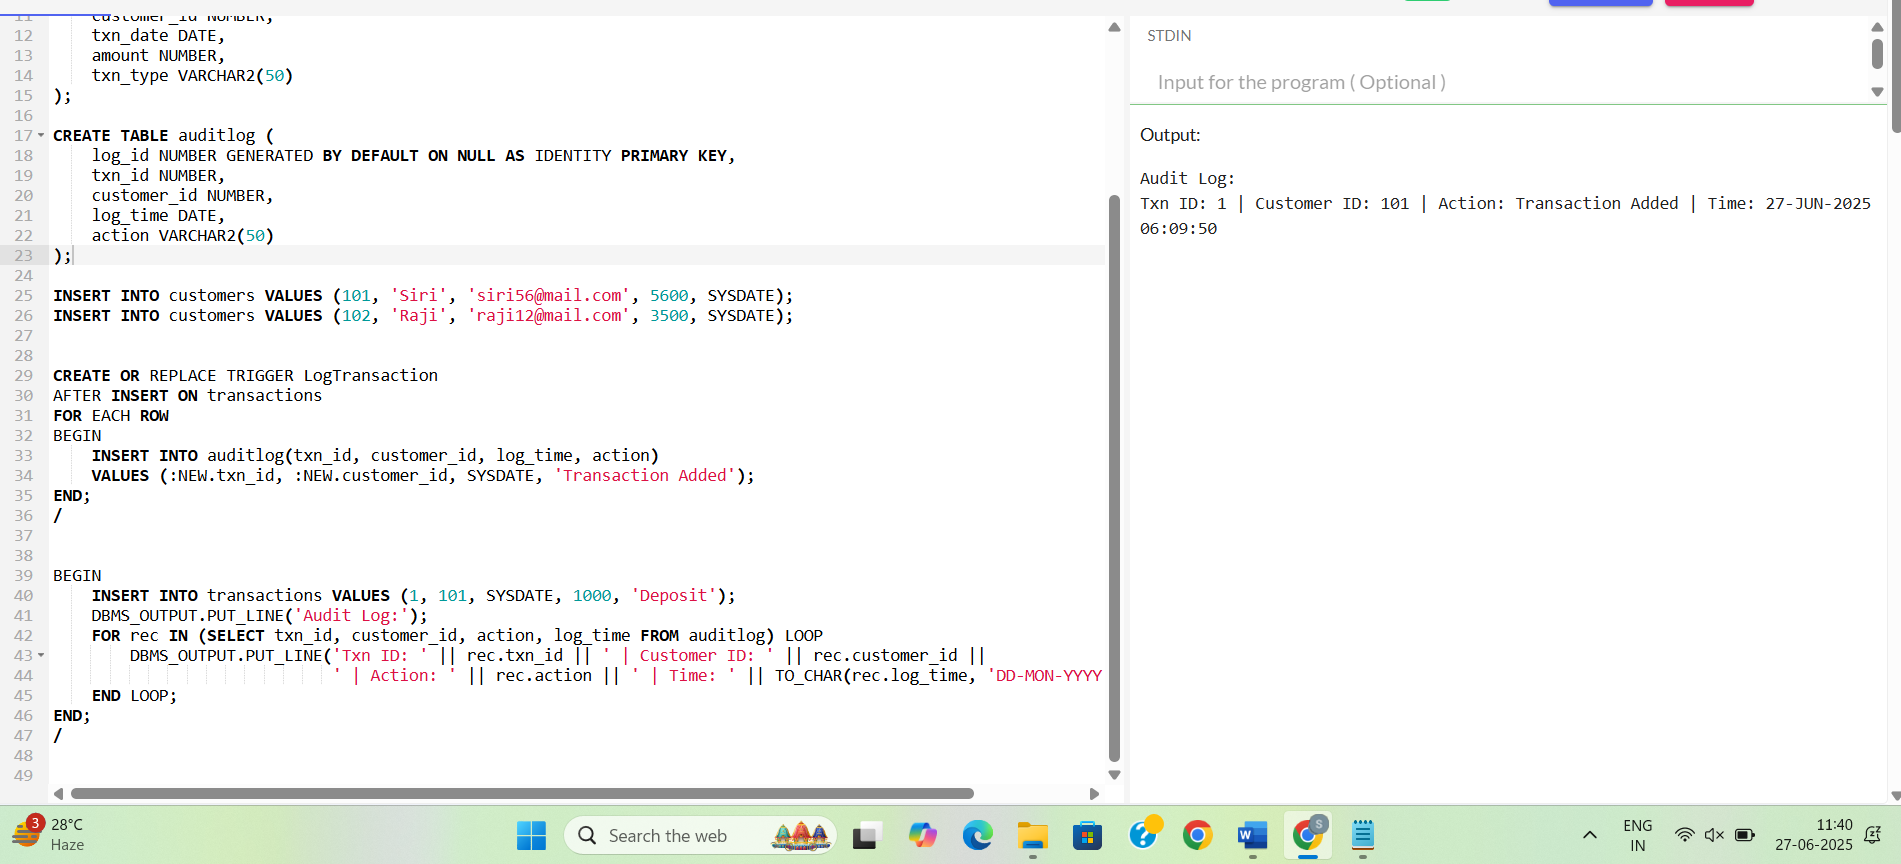 customer_id NUMBER,
12 txn_date DATE,
13 amount NUMBER,
14 txn_type VARCHAR2(50)
15 );
16
17 CREATE TABLE auditlog (
18 log_id NUMBER GENERATED BY DEFAULT ON NULL AS IDENTITY PRIMARY KEY,
19 txn_id NUMBER,
20 customer_id NUMBER,
21 log_time DATE,
22 action VARCHAR2(50)
23 );
24
25 INSERT INTO customers VALUES (101, 'Siri', 'siri56@mail.com', 5600, SYSDATE);
26 INSERT INTO customers VALUES (102, 'Raji', 'raji12@mail.com', 3500, SYSDATE);
27
28
29 CREATE OR REPLACE TRIGGER LogTransaction
30 AFTER INSERT ON transactions
31 FOR EACH ROW
32 BEGIN
33 INSERT INTO auditlog(txn_id, customer_id, log_time, action)
34 VALUES (:NEW.txn_id, :NEW.customer_id, SYSDATE, 'Transaction Added');
35 END;
36 /
37
38
39 BEGIN
40 INSERT INTO transactions VALUES (1, 101, SYSDATE, 1000, 'Deposit');
41 DBMS_OUTPUT.PUT_LINE('Audit Log:');
42 FOR rec IN (SELECT txn_id, customer_id, action, log_time FROM auditlog) LOOP
43 DBMS_OUTPUT.PUT_LINE('Txn ID: ' || rec.txn_id || ' | Customer ID: ' || rec.customer_id ||
44 ' | Action: ' || rec.action || ' | Time: ' || TO_CHAR(rec.log_time, 'DD-MON-YYYY
45 END LOOP;
46 END;
47 /
48
49
STDIN
Input for the program ( Optional )
Output:
Audit Log:
Txn ID: 1 | Customer ID: 101 | Action: Transaction Added | Time: 27-JUN-2025
06:09:50
3
28°C
Haze
Search the web
S
ENG
IN
11:40
27-06-2025